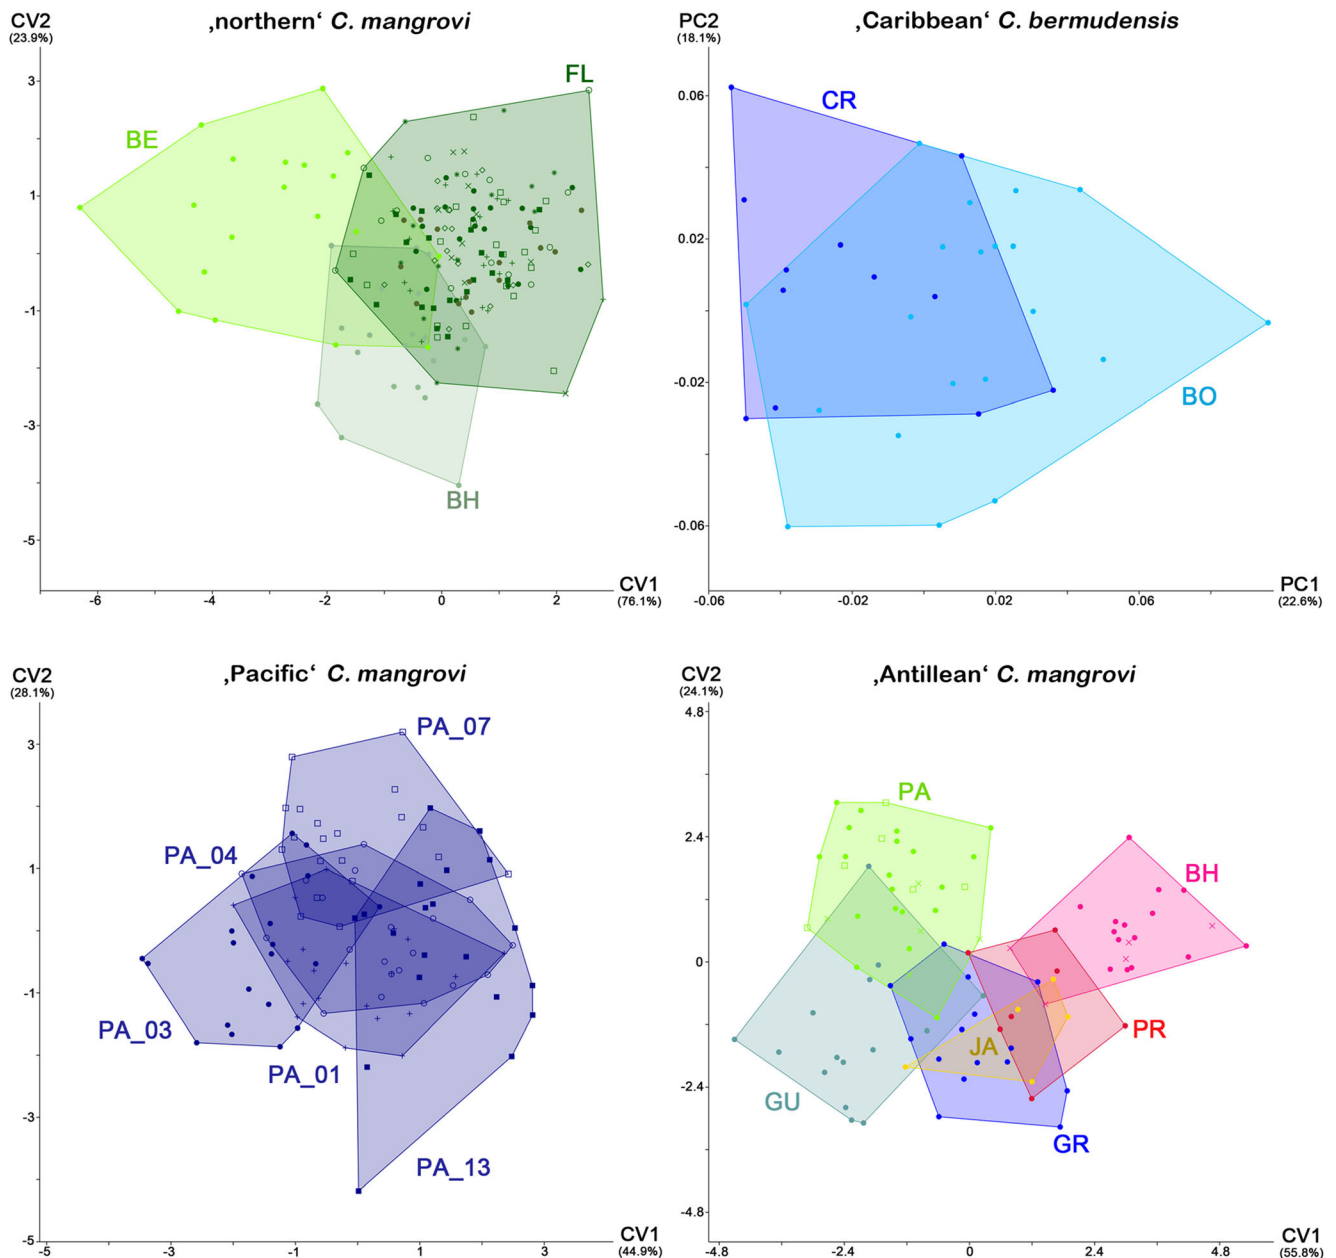 CV2
(23.9%)
‚northern‘ C. mangrovi
3
1
-1
-3
-5
BE
FL
BH
-6
-4
-2
0
2
CV1
(76.1%)
PC2
(18.1%)
‚Caribbean‘ C. bermudensis
0.06
0.02
-0.02
-0.06
CR
BO
-0.06
-0.02
0.02
0.06
PC1
(22.6%)
CV2
(28.1%)
‚Pacific‘ C. mangrovi
3
1
-1
-3
-5
PA_07
PA_04
PA_03
PA_01
PA_13
-5
-3
-1
1
3
CV1
(44.9%)
CV2
(24.1%)
‚Antillean‘ C. mangrovi
4.8
2.4
0
-2.4
-4.8
PA
BH
PR
JA
GU
GR
-4.8
-2.4
0
2.4
4.8
CV1
(55.8%)